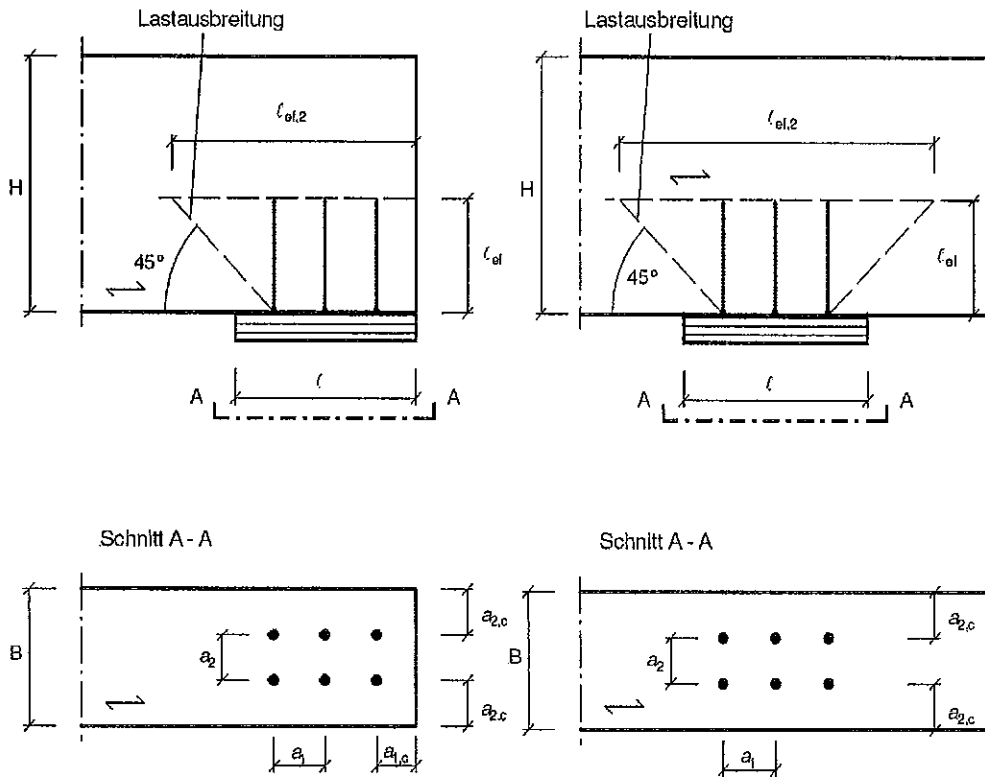 Lastausbreitung
Lastausbreitung
ℓef,2
ℓef,2
H
H
45°
45°
ℓef
ℓef
ℓ
ℓ
A
A
A
A
Schnitt A - A
Schnitt A - A
B
B
a2,c
a2,c
a2
a2
a2,c
a2,c
a1
a1,c
a1